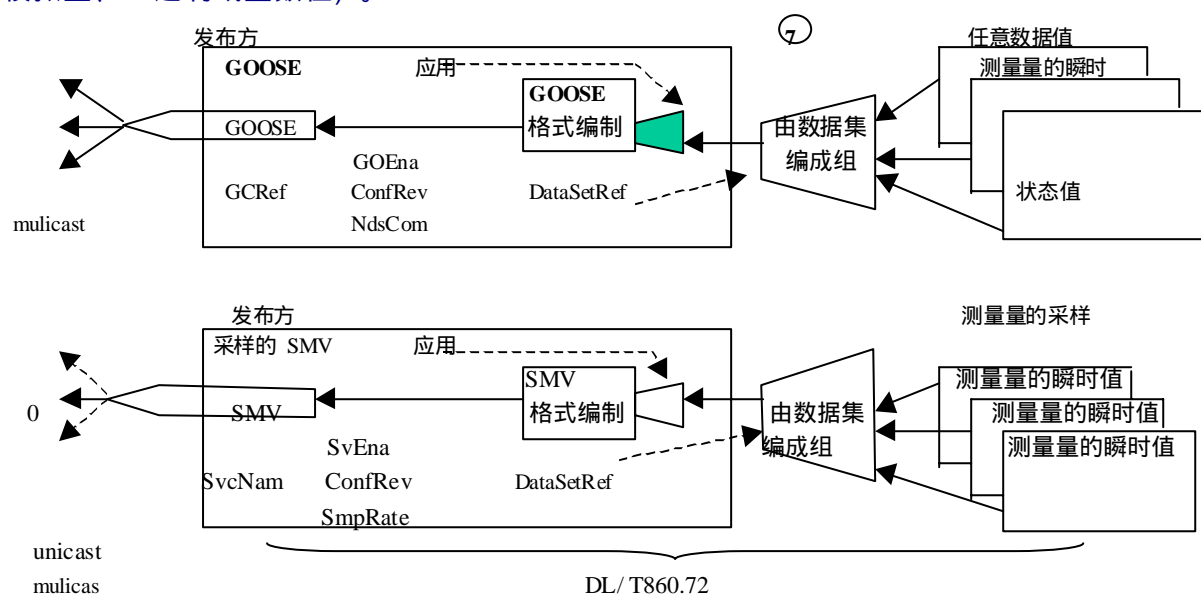 发布方
7
任意数据值
GOOSE
应用
测量量的瞬时
GOOSE
格式编制
由数据集
编成组
GOOSE
GOEna
GCRef
ConfRev
DataSetRef
状态值
NdsCom
mulicast
发布方
测量量的采样
采样的 SMV
应用
SMV
格式编制
由数据集
编成组
测量量的瞬时值
测量量的瞬时值
测量量的瞬时值
0
SMV
SvEna
SvcNam
ConfRev
DataSetRef
SmpRate
unicast
mulicas
DL/T860.72